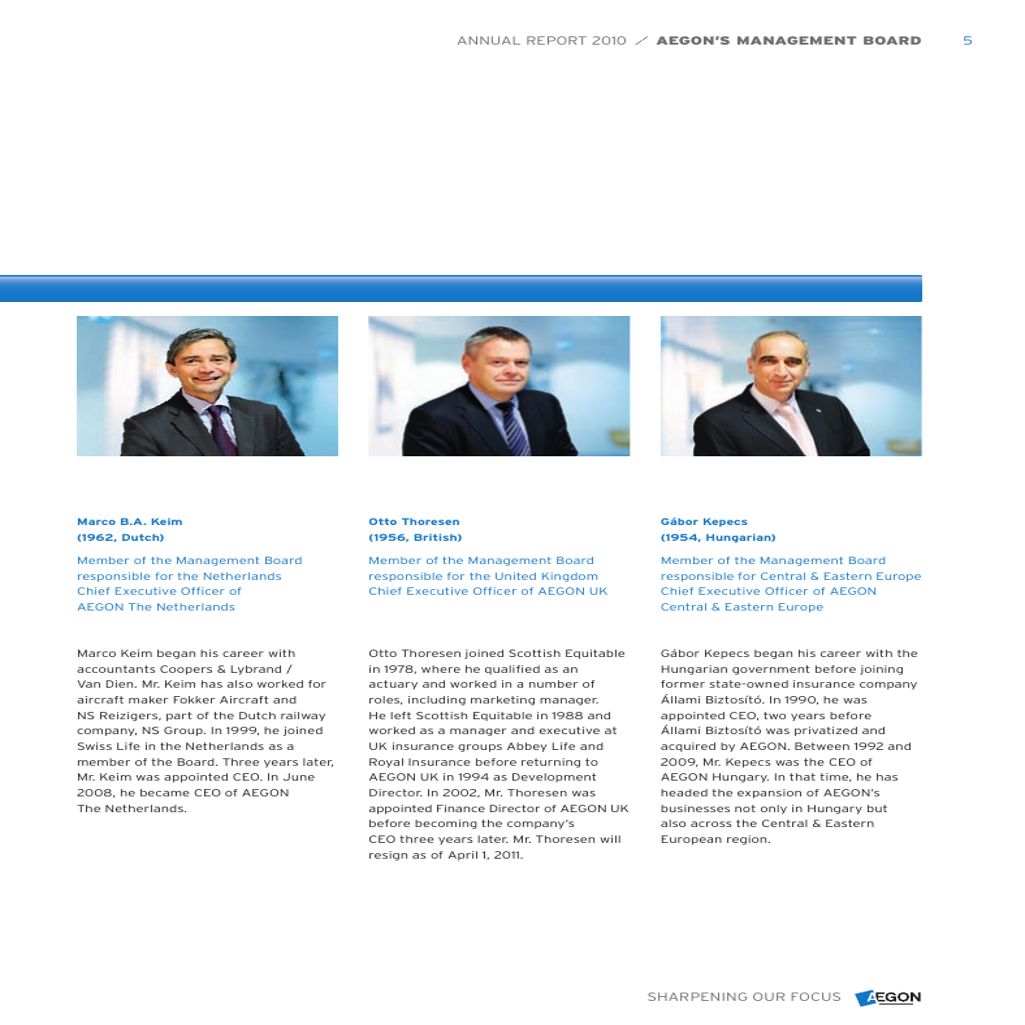 ANNUAL REPORT 2010 / AEGON'S MANAGEMENT BOARD 5
Marco B.A. Keim
(1962, Dutch)
Member of the Management Board
responsible for the Netherlands
Chief Executive Officer of
AEGON The Netherlands
Marco Keim began his career with
accountants Coopers & Lybrand /
Van Dien. Mr. Keim has also worked for
aircraft maker Fokker Aircraft and
NS Reizigers, part of the Dutch railway
company, NS Group. In 1999, he joined
Swiss Life in the Netherlands as a
member of the Board. Three years later,
Mr. Keim was appointed CEO. In June
2008, he became CEO of AEGON
The Netherlands.
Otto Thoresen
(1956, British)
Member of the Management Board
responsible for the United Kingdom
Chief Executive Officer of AEGON UK
Otto Thoresen joined Scottish Equitable
in 1978, where he qualified as an
actuary and worked in a number of
roles, including marketing manager.
He left Scottish Equitable in 1988 and
worked as a manager and executive at
UK insurance groups Abbey Life and
Royal Insurance before returning to
AEGON UK in 1994 as Development
Director. In 2002, Mr. Thoresen was
appointed Finance Director of AEGON UK
before becoming the company's
CEO three years later. Mr. Thoresen will
resign as of April 1, 2011.
Gábor Kepecs
(1954, Hungarian)
Member of the Management Board
responsible for Central & Eastern Europe
Chief Executive Officer of AEGON
Central & Eastern Europe
Gábor Kepecs began his career with the
Hungarian government before joining
former state-owned insurance company
Állami Biztosító. In 1990, he was
appointed CEO, two years before
Állami Biztosító was privatized and
acquired by AEGON. Between 1992 and
2009, Mr. Kepecs was the CEO of
AEGON Hungary. In that time, he has
headed the expansion of AEGON's
businesses not only in Hungary but
also across the Central & Eastern
European region.
SHARPENING OUR FOCUS AEGON